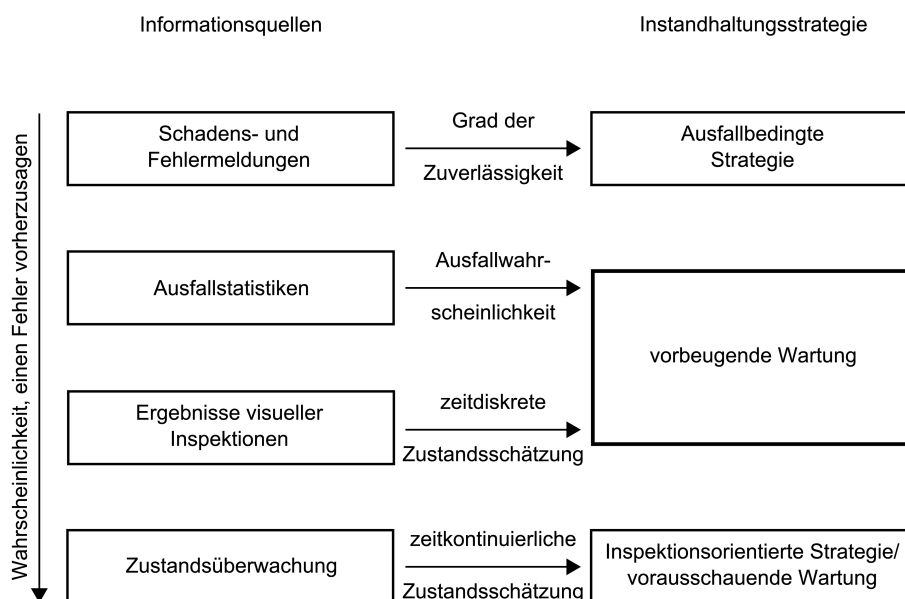 Informationsquellen
Instandhaltungsstrategie
Wahrscheinlichkeit, einen Fehler vorherzusagen
Schadens- und
Fehlermeldungen
Grad der
Zuverlässigkeit
Ausfallbedingte
Strategie
Ausfallstatistiken
Ausfallwahr-
scheinlichkeit
vorbeugende Wartung
Ergebnisse visueller
Inspektionen
zeitdiskrete
Zustandsschätzung
Zustandsüberwachung
zeitkontinuierliche
Zustandsschätzung
Inspektionsorientierte Strategie/
vorausschauende Wartung